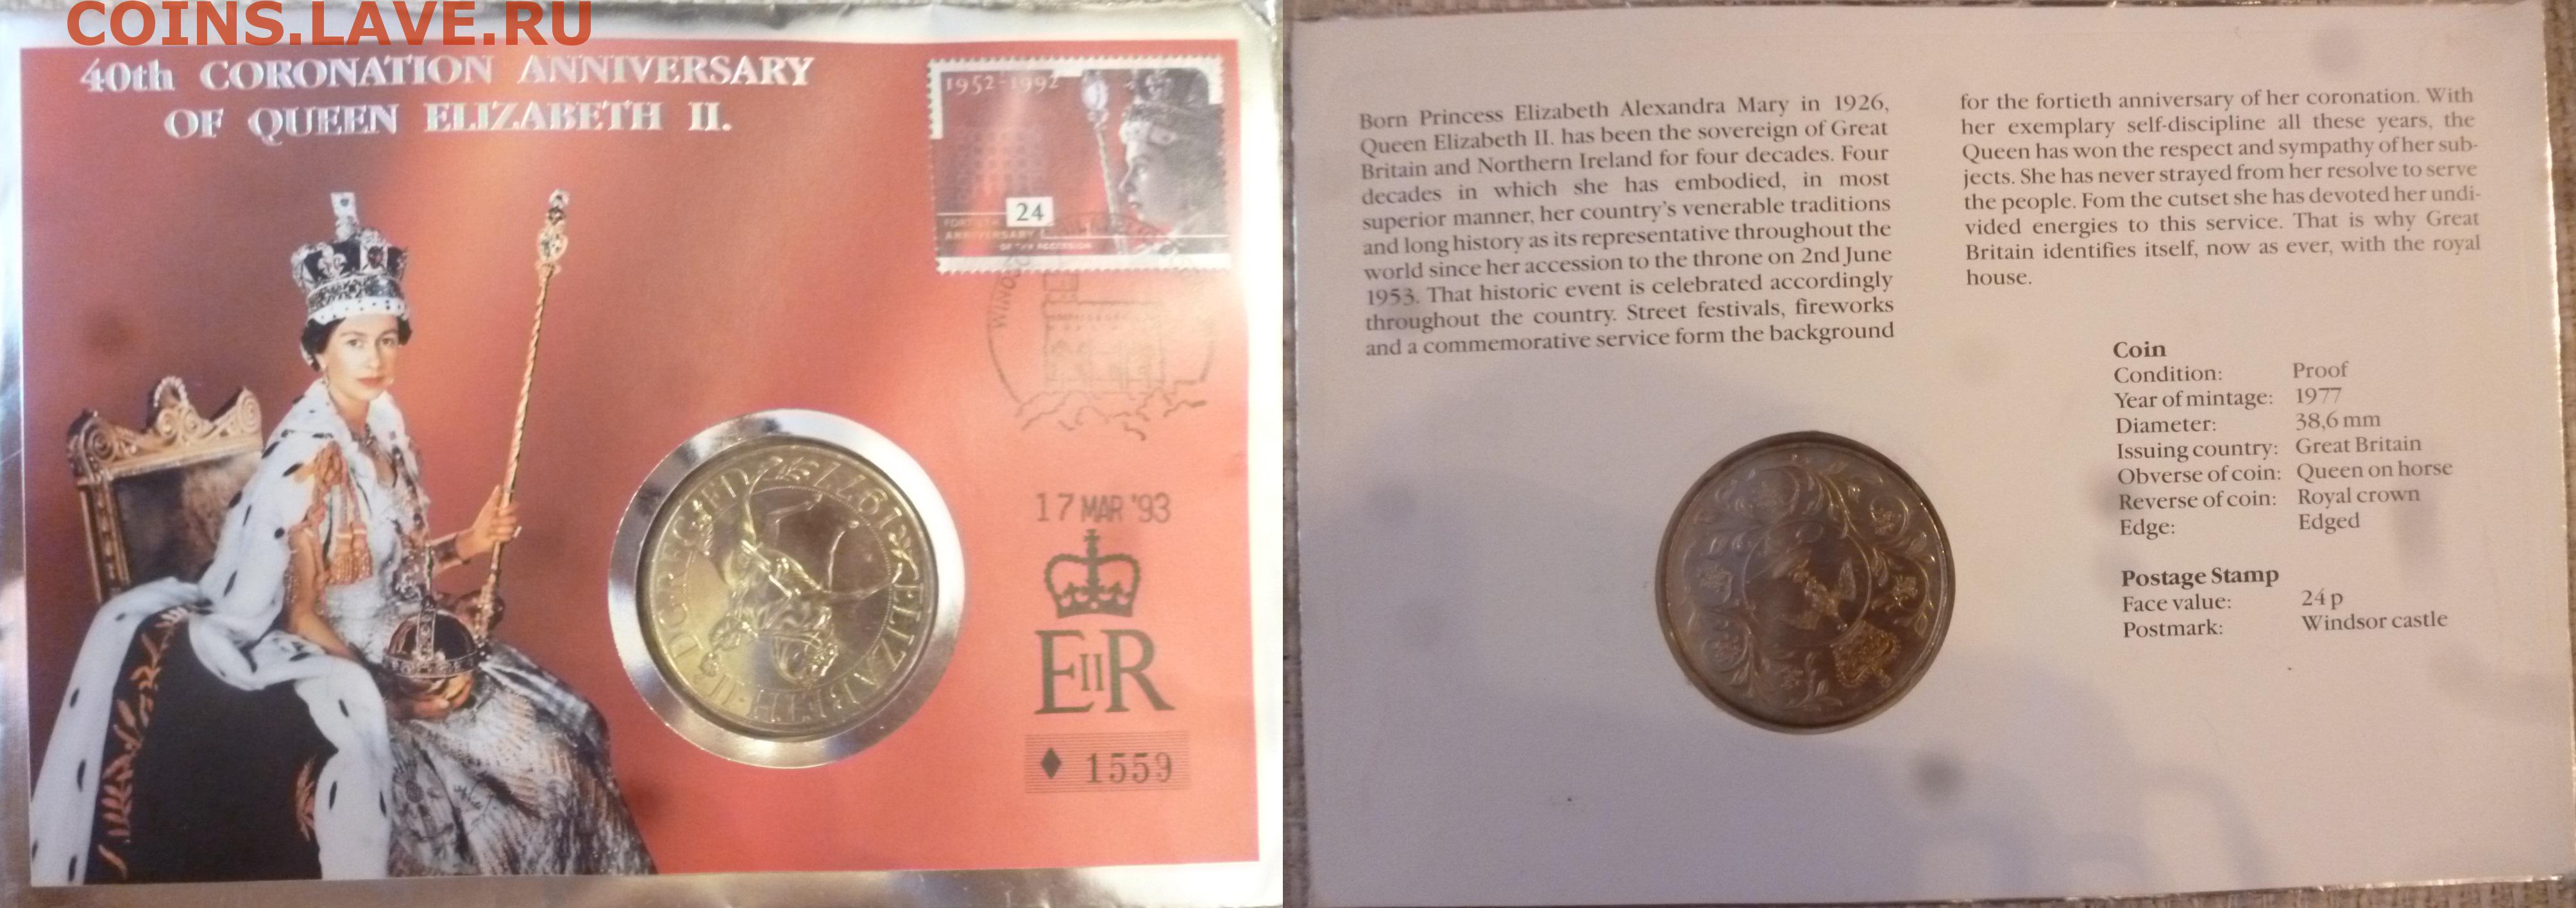 COINS.LAVE.RU
40th CORONATION ANNIVERSARY
OF QUEEN ELIZABETH II.
1952-1992
24
ANNIVERSARY
OF THE ACCESSION
17 MAR '93
EIIR
♦ 1559
ELIZABETH·II D·G·REG F·D 1977
Born Princess Elizabeth Alexandra Mary in 1926,
Queen Elizabeth II. has been the sovereign of Great
Britain and Northern Ireland for four decades. Four
decades in which she has embodied, in most
superior manner, her country's venerable traditions
and long history as its representative throughout the
world since her accession to the throne on 2nd June
1953. That historic event is celebrated accordingly
throughout the country. Street festivals, fireworks
and a commemorative service form the background
for the fortieth anniversary of her coronation. With
her exemplary self-discipline all these years, the
Queen has won the respect and sympathy of her sub-
jects. She has never strayed from her resolve to serve
the people. Fom the cutset she has devoted her undi-
vided energies to this service. That is why Great
Britain identifies itself, now as ever, with the royal
house.
Coin
Condition: Proof
Year of mintage: 1977
Diameter: 38,6 mm
Issuing country: Great Britain
Obverse of coin: Queen on horse
Reverse of coin: Royal crown
Edge: Edged
Postage Stamp
Face value: 24 p
Postmark: Windsor castle